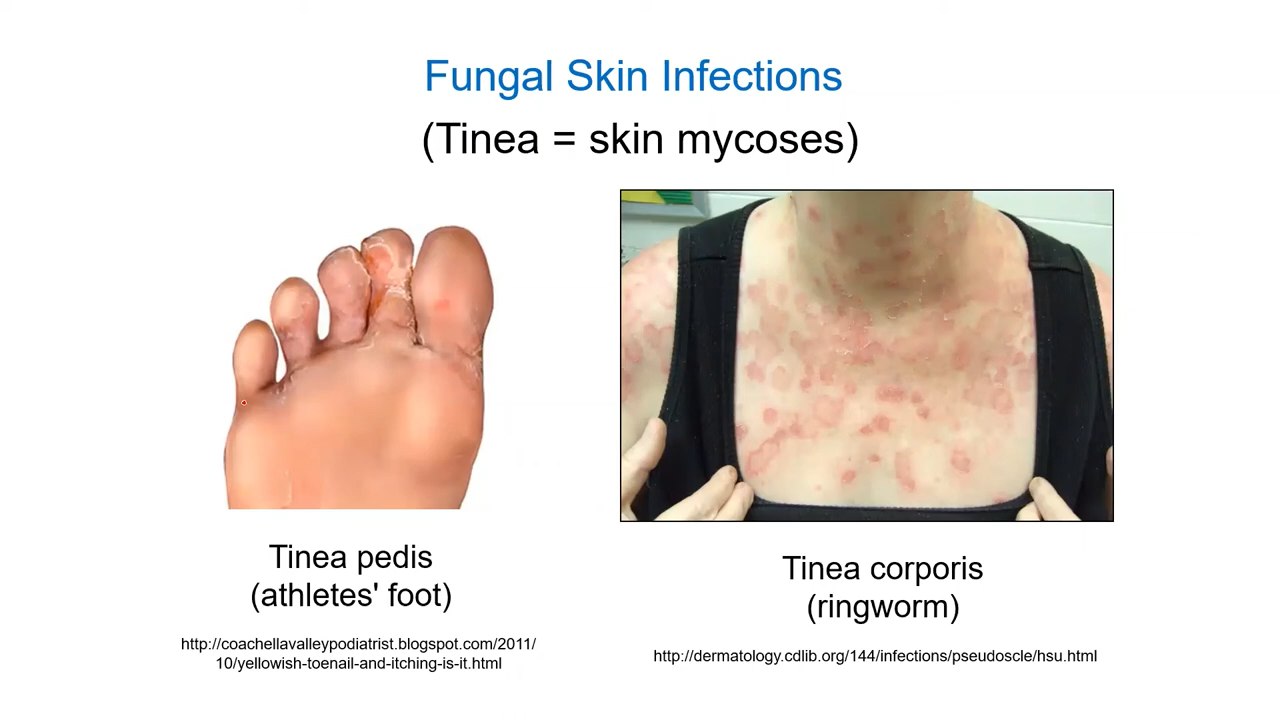 Fungal Skin Infections
(Tinea = skin mycoses)
Tinea pedis
(athletes' foot)
http://coachellavalleypodiatrist.blogspot.com/2011/
10/yellowish-toenail-and-itching-is-it.html
Tinea corporis
(ringworm)
http://dermatology.cdlib.org/144/infections/pseudoscle/hsu.html